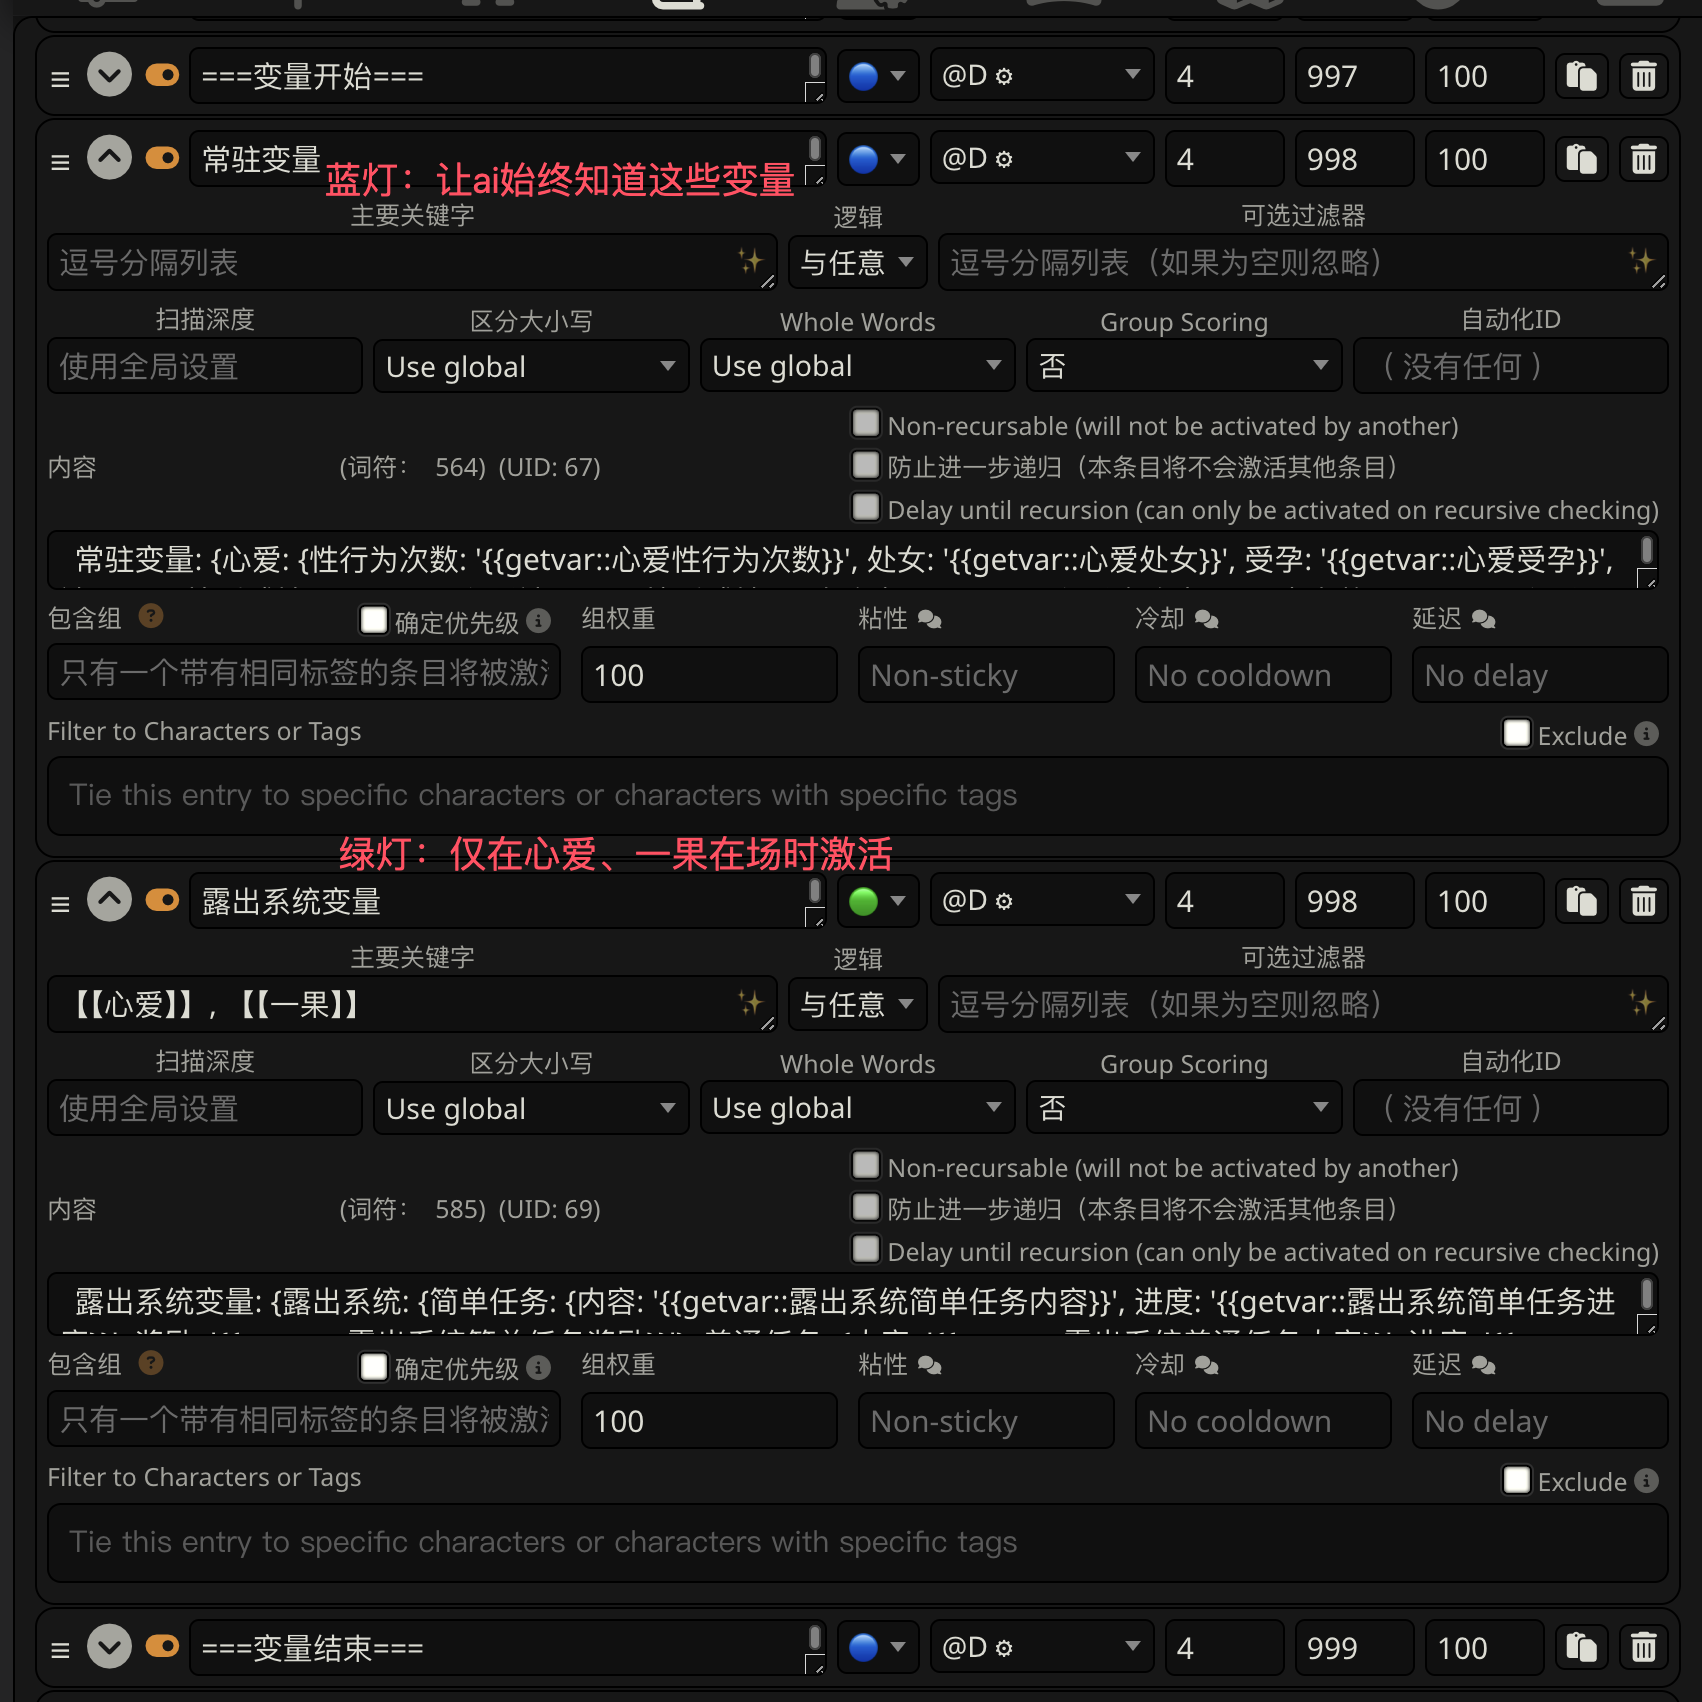 ===变量开始===
@D ⚙
4
997
100
常驻变量
@D ⚙
4
998
100
蓝灯：让ai始终知道这些变量
主要关键字
逻辑
可选过滤器
逗号分隔列表
与任意
逗号分隔列表（如果为空则忽略）
扫描深度
区分大小写
Whole Words
Group Scoring
自动化ID
使用全局设置
Use global
Use global
否
（ 没有任何 ）
Non-recursable (will not be activated by another)
内容
(词符： 564) (UID: 67)
防止进一步递归（本条目将不会激活其他条目）
Delay until recursion (can only be activated on recursive checking)
常驻变量: {心爱: {性行为次数: '{{getvar::心爱性行为次数}}', 处女: '{{getvar::心爱处女}}', 受孕: '{{getvar::心爱受孕}}',
包含组
确定优先级
组权重
粘性
冷却
延迟
只有一个带有相同标签的条目将被激
100
Non-sticky
No cooldown
No delay
Filter to Characters or Tags
Exclude
Tie this entry to specific characters or characters with specific tags
绿灯：仅在心爱、一果在场时激活
露出系统变量
@D ⚙
4
998
100
主要关键字
逻辑
可选过滤器
【【心爱】】, 【【一果】】
与任意
逗号分隔列表（如果为空则忽略）
扫描深度
区分大小写
Whole Words
Group Scoring
自动化ID
使用全局设置
Use global
Use global
否
（ 没有任何 ）
Non-recursable (will not be activated by another)
内容
(词符： 585) (UID: 69)
防止进一步递归（本条目将不会激活其他条目）
Delay until recursion (can only be activated on recursive checking)
露出系统变量: {露出系统: {简单任务: {内容: '{{getvar::露出系统简单任务内容}}', 进度: '{{getvar::露出系统简单任务进
包含组
确定优先级
组权重
粘性
冷却
延迟
只有一个带有相同标签的条目将被激
100
Non-sticky
No cooldown
No delay
Filter to Characters or Tags
Exclude
Tie this entry to specific characters or characters with specific tags
===变量结束===
@D ⚙
4
999
100